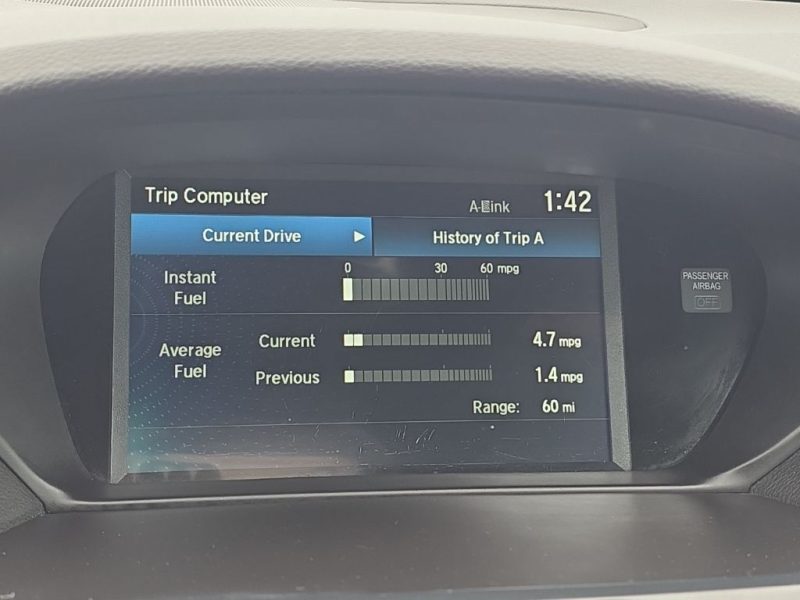 Trip Computer
A-Link 1:42
Current Drive
History of Trip A
0 30 60 mpg
Instant
Fuel
PASSENGER
AIRBAG
OFF
Average
Fuel
Current 4.7 mpg
Previous 1.4 mpg
Range: 60 mi